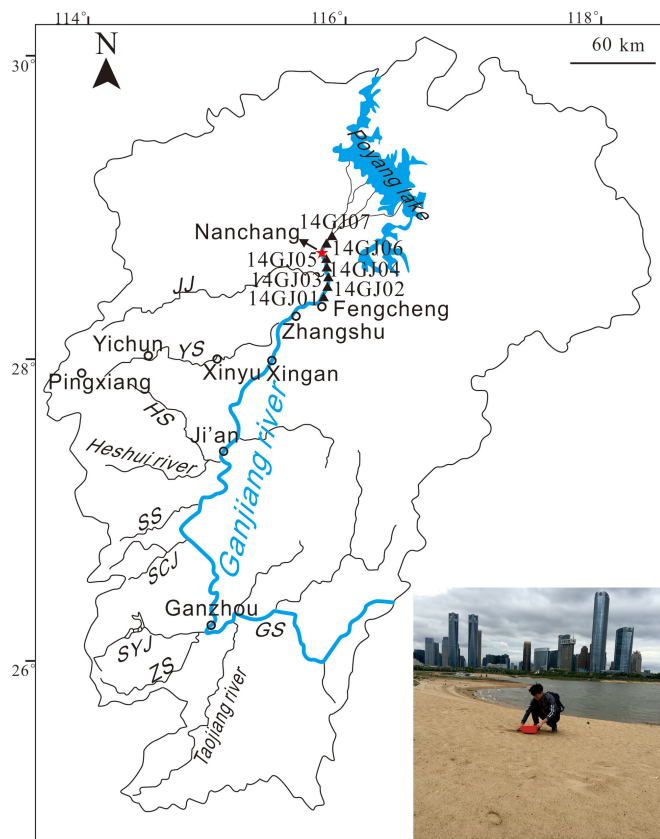 114°
116°
118°
30°
N
60 km
Poyang lake
14GJ07
Nanchang
14GJ06
14GJ05
14GJ04
14GJ03
JJ
14GJ02
14GJ01
Fengcheng
Zhangshu
Yichun
YS
28°
Xinyu
Xingan
Pingxiang
HS
Ji'an
Heshui river
Ganjiang river
SS
SCJ
Ganzhou
GS
SYJ
26°
ZS
Taojiang river